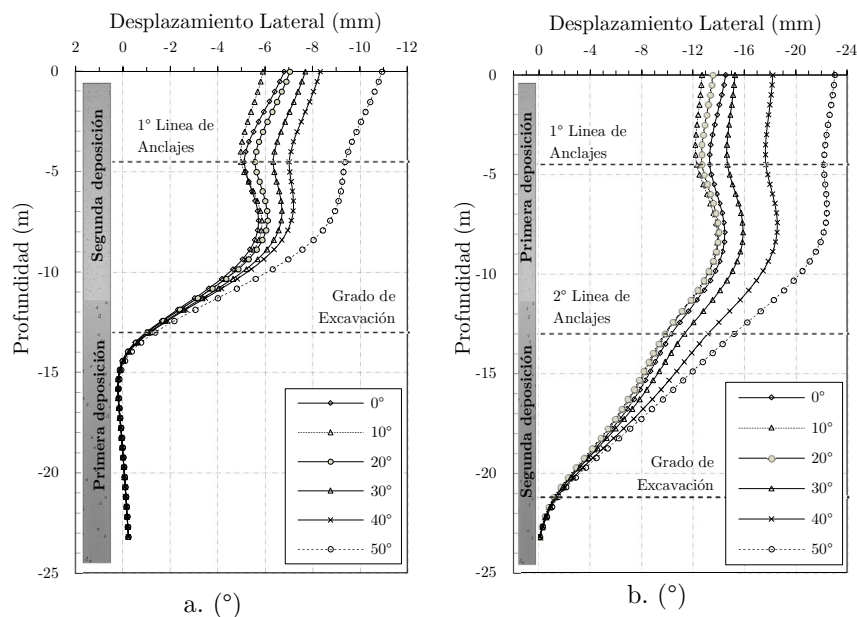 Desplazamiento Lateral (mm)
2 0 -2 -4 -6 -8 -10 -12
0
-5
-10
-15
-20
-25
Profundidad (m)
Segunda deposición
Primera deposición
1° Linea de
Anclajes
Grado de
Excavación
0°
10°
20°
30°
40°
50°
a. (°)
Desplazamiento Lateral (mm)
0 -4 -8 -12 -16 -20 -24
0
-5
-10
-15
-20
-25
Profundidad (m)
Primera deposición
Segunda deposición
1° Linea de
Anclajes
2° Linea de
Anclajes
Grado de
Excavación
0°
10°
20°
30°
40°
50°
b. (°)